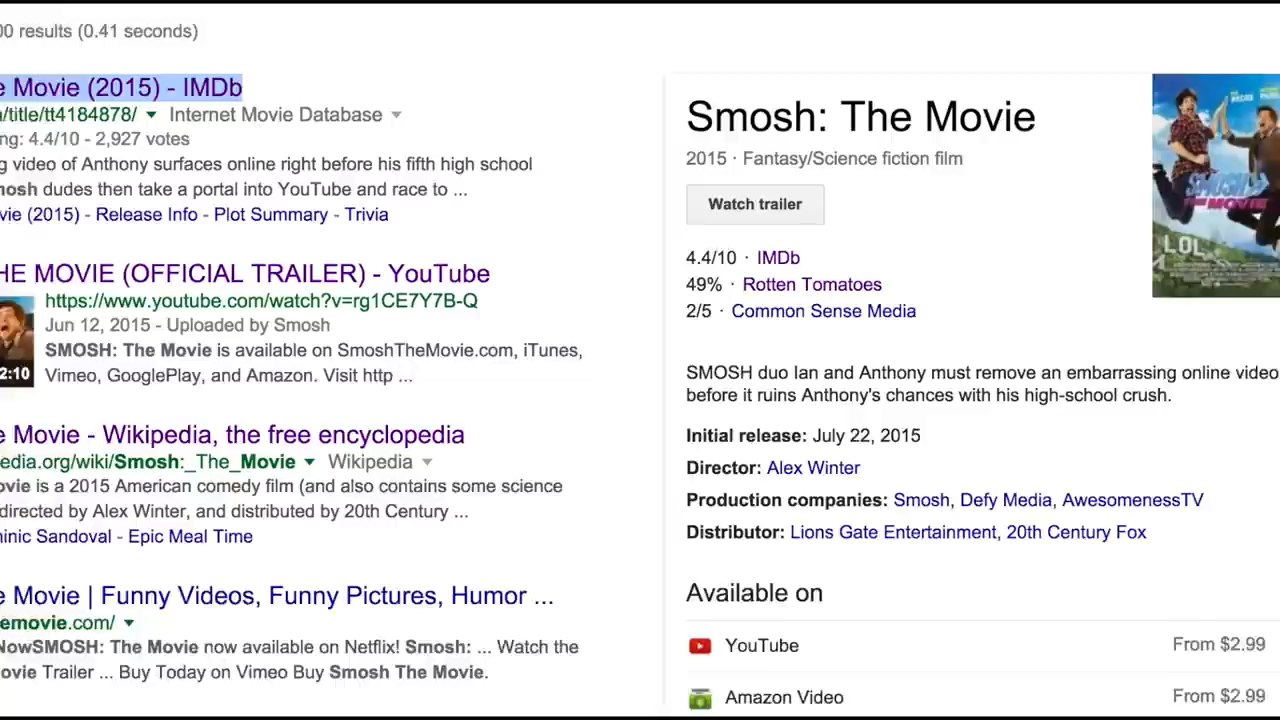 00 results (0.41 seconds)
e Movie (2015) - IMDb
/title/tt4184878/ Internet Movie Database
ng: 4.4/10 - 2,927 votes
g video of Anthony surfaces online right before his fifth high school
nosh dudes then take a portal into YouTube and race to ...
vie (2015) - Release Info - Plot Summary - Trivia
HE MOVIE (OFFICIAL TRAILER) - YouTube
https://www.youtube.com/watch?v=rg1CE7Y7B-Q
Jun 12, 2015 - Uploaded by Smosh
SMOSH: The Movie is available on SmoshTheMovie.com, iTunes,
2:10
Vimeo, GooglePlay, and Amazon. Visit http ...
e Movie - Wikipedia, the free encyclopedia
edia.org/wiki/Smosh:_The_Movie Wikipedia
ovie is a 2015 American comedy film (and also contains some science
directed by Alex Winter, and distributed by 20th Century ...
inic Sandoval - Epic Meal Time
e Movie | Funny Videos, Funny Pictures, Humor ...
emovie.com/
NowSMOSH: The Movie now available on Netflix! Smosh: ... Watch the
ovie Trailer ... Buy Today on Vimeo Buy Smosh The Movie.
Smosh: The Movie
2015 · Fantasy/Science fiction film
Watch trailer
SMOSH
THE MOVIE
LOL
4.4/10 · IMDb
49% · Rotten Tomatoes
2/5 · Common Sense Media
SMOSH duo Ian and Anthony must remove an embarrassing online video
before it ruins Anthony's chances with his high-school crush.
Initial release: July 22, 2015
Director: Alex Winter
Production companies: Smosh, Defy Media, AwesomenessTV
Distributor: Lions Gate Entertainment, 20th Century Fox
Available on
YouTube From $2.99
Amazon Video From $2.99